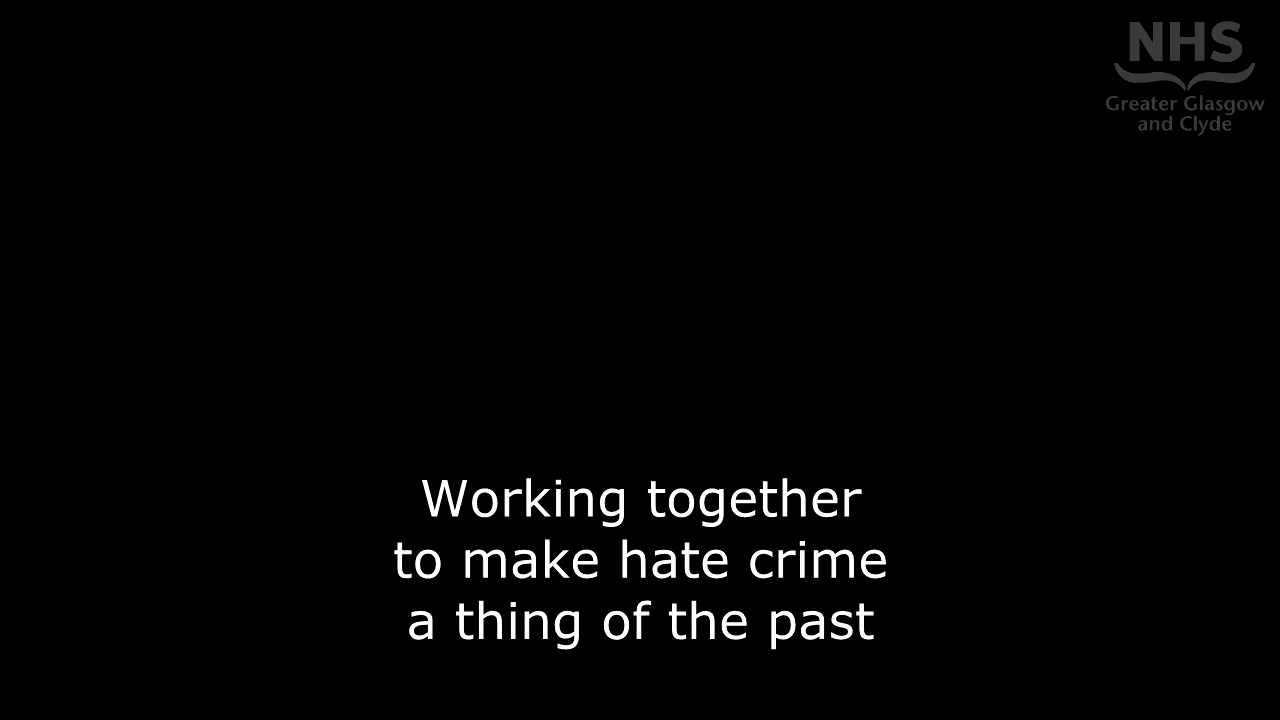 NHS
Greater Glasgow
and Clyde
Working together
to make hate crime
a thing of the past